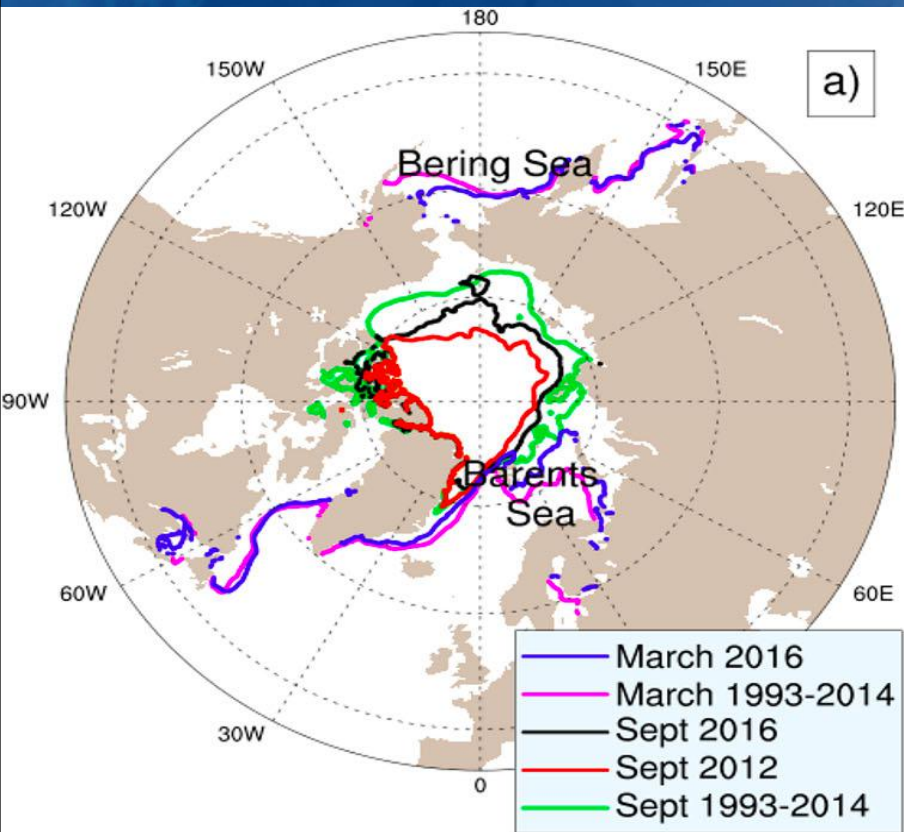 180
150W
150E
a)
Bering Sea
120W
120E
90W
Barents
Sea
60W
60E
30W
0
March 2016
March 1993-2014
Sept 2016
Sept 2012
Sept 1993-2014